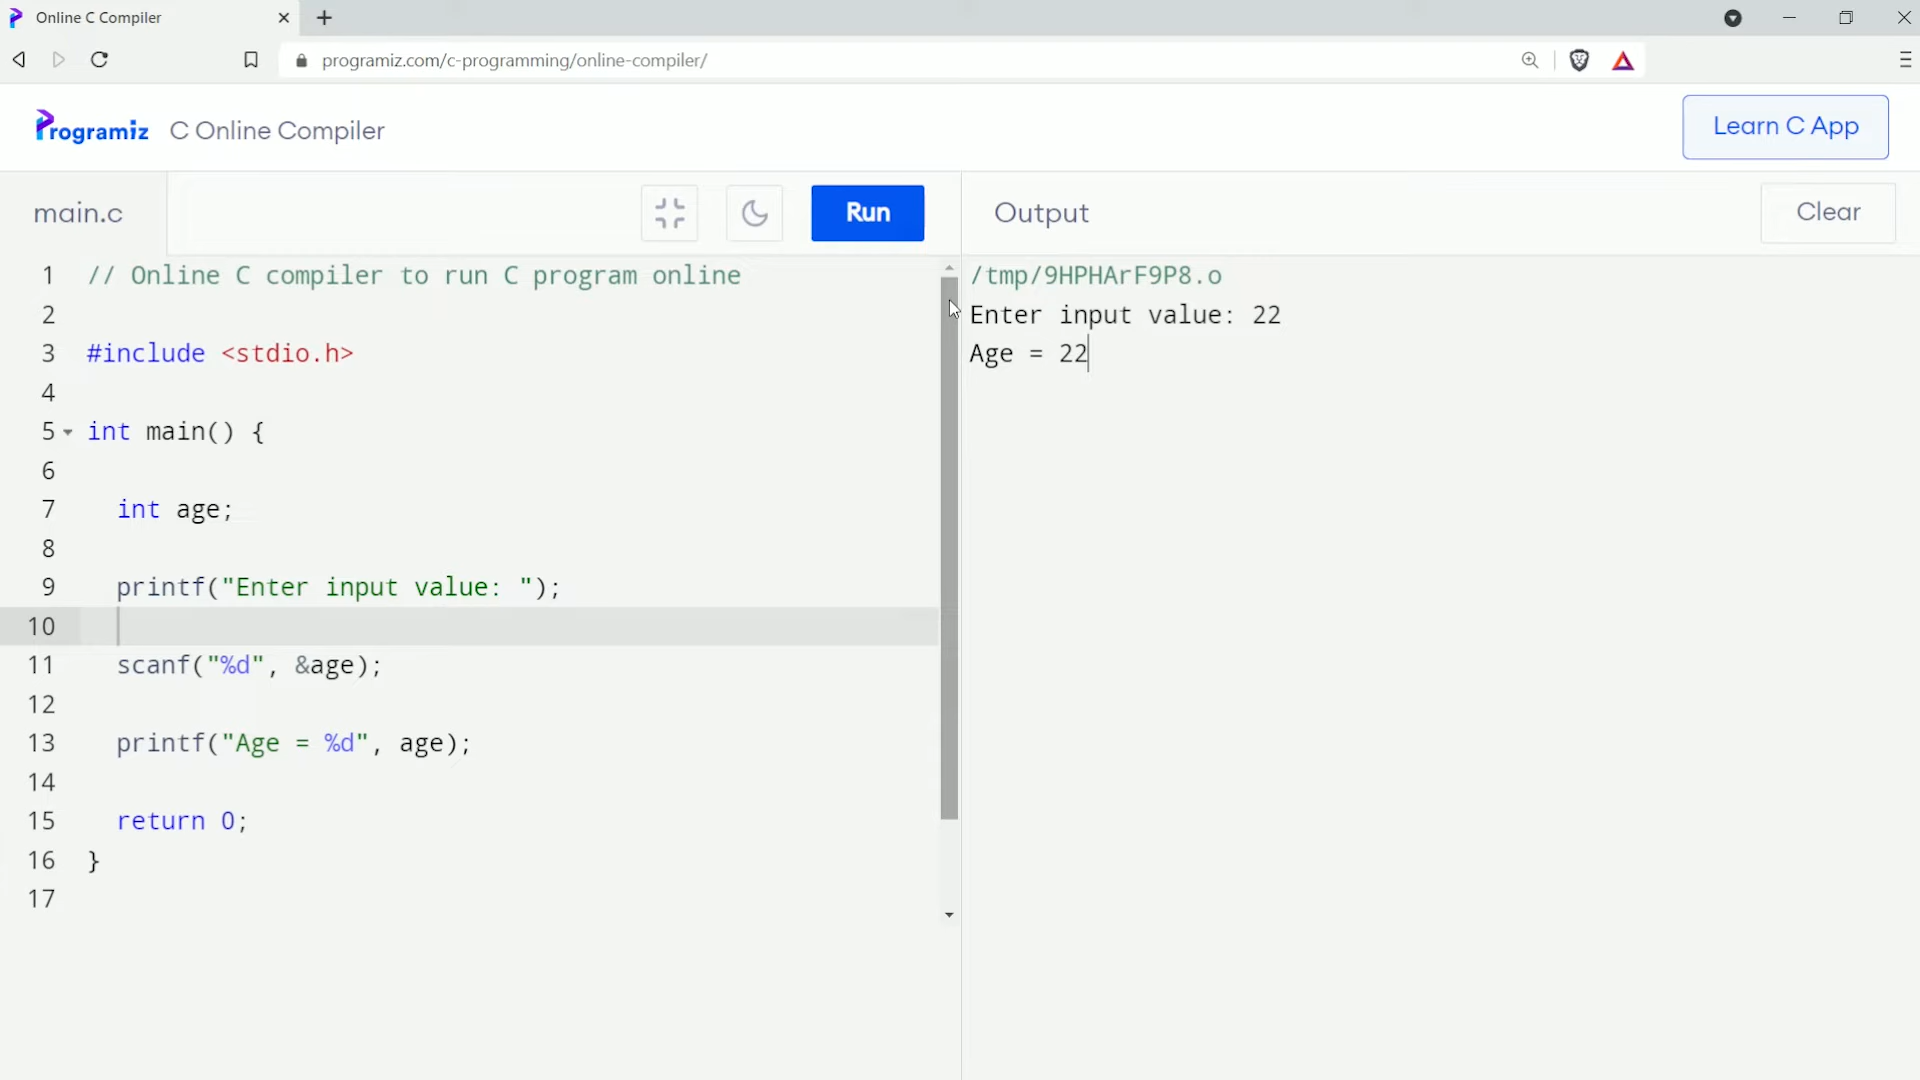 Online C Compiler
programiz.com/c-programming/online-compiler/
Programiz C Online Compiler
Learn C App
main.c
Run
Output
Clear
1 // Online C compiler to run C program online
2
3 #include <stdio.h>
4
5 int main() {
6
7 int age;
8
9 printf("Enter input value: ");
10
11 scanf("%d", &age);
12
13 printf("Age = %d", age);
14
15 return 0;
16 }
17
/tmp/9HPHArF9P8.o
Enter input value: 22
Age = 22